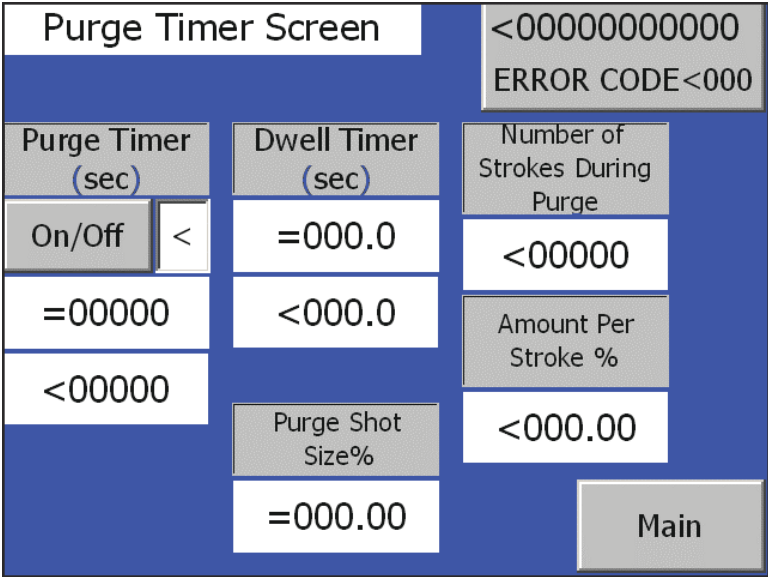 Purge Timer Screen
<00000000000
ERROR CODE<000
Purge Timer
(sec)
On/Off
<
=00000
<00000
Dwell Timer
(sec)
=000.0
<000.0
Purge Shot
Size%
=000.00
Number of
Strokes During
Purge
<00000
Amount Per
Stroke %
<000.00
Main